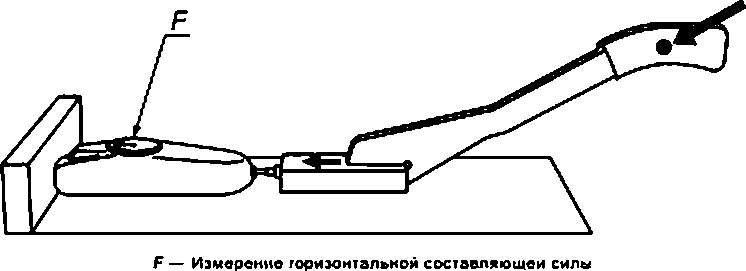 F
F — Измерение горизонтальной составляющей силы